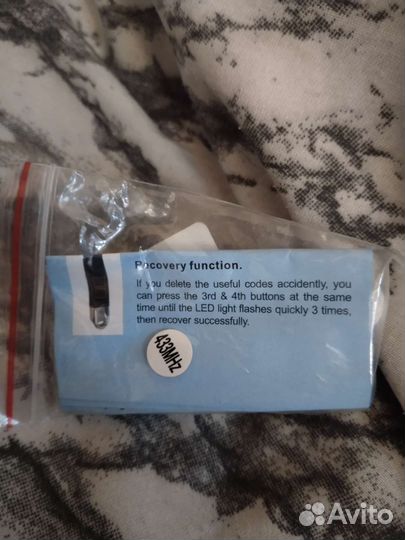 Recovery function.
If you delete the useful codes accidently, you
can press the 3rd & 4th buttons at the same
time until the LED light flashes quickly 3 times,
then recover successfully.
433MHz
Avito